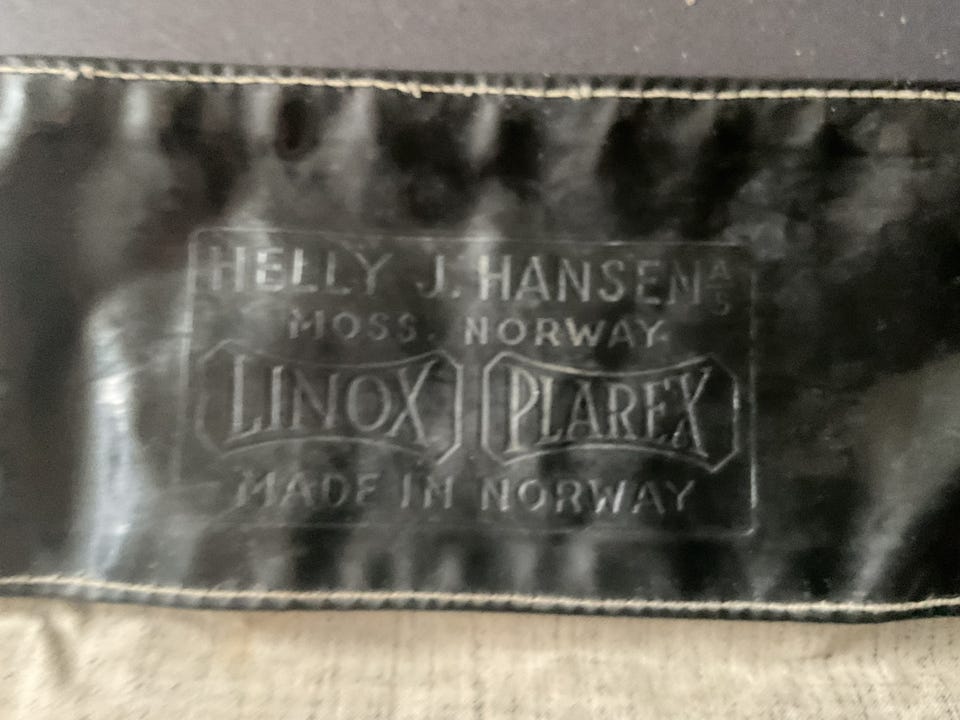 HELLY J. HANSEN A/S
MOSS. NORWAY
LINOX PLAREX
MADE IN NORWAY